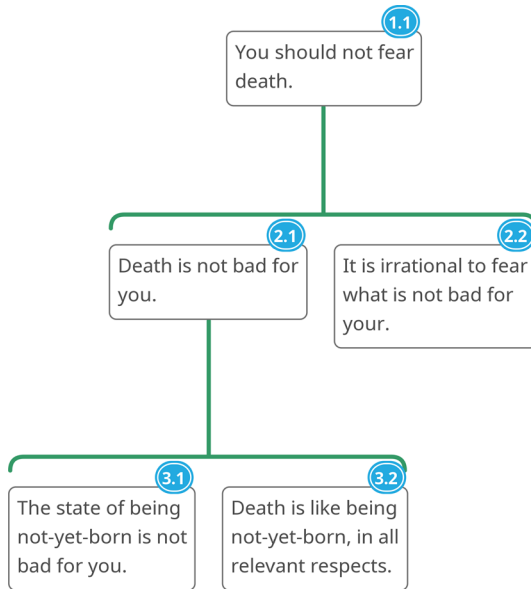 1.1
You should not fear
death.
2.1
Death is not bad for
you.
2.2
It is irrational to fear
what is not bad for
your.
3.1
The state of being
not-yet-born is not
bad for you.
3.2
Death is like being
not-yet-born, in all
relevant respects.